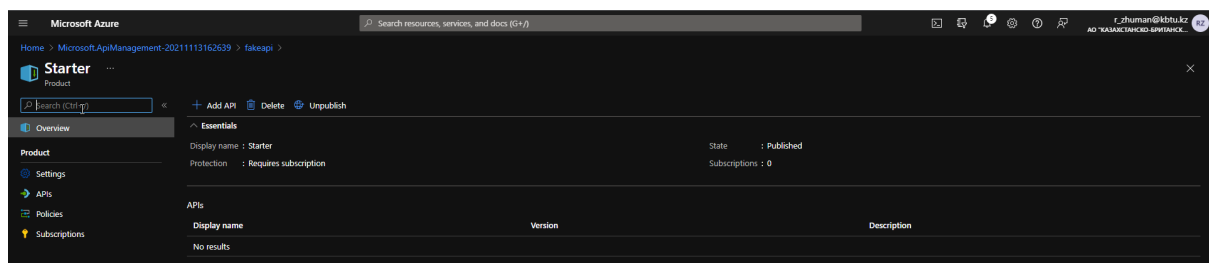 Microsoft Azure
Search resources, services, and docs (G+/)
r_zhuman@kbtu.kz
АО "КАЗАХСТАНСКО-БРИТАНСК...
RZ
Home > Microsoft.ApiManagement-20211113162639 > fakeapi >
Starter ...
Product
Search (Ctrl+/)
Add API Delete Unpublish
Overview
Essentials
Product
Display name : Starter
State : Published
Protection : Requires subscription
Subscriptions : 0
Settings
APIs
Policies
Subscriptions
APIs
Display name Version Description
No results